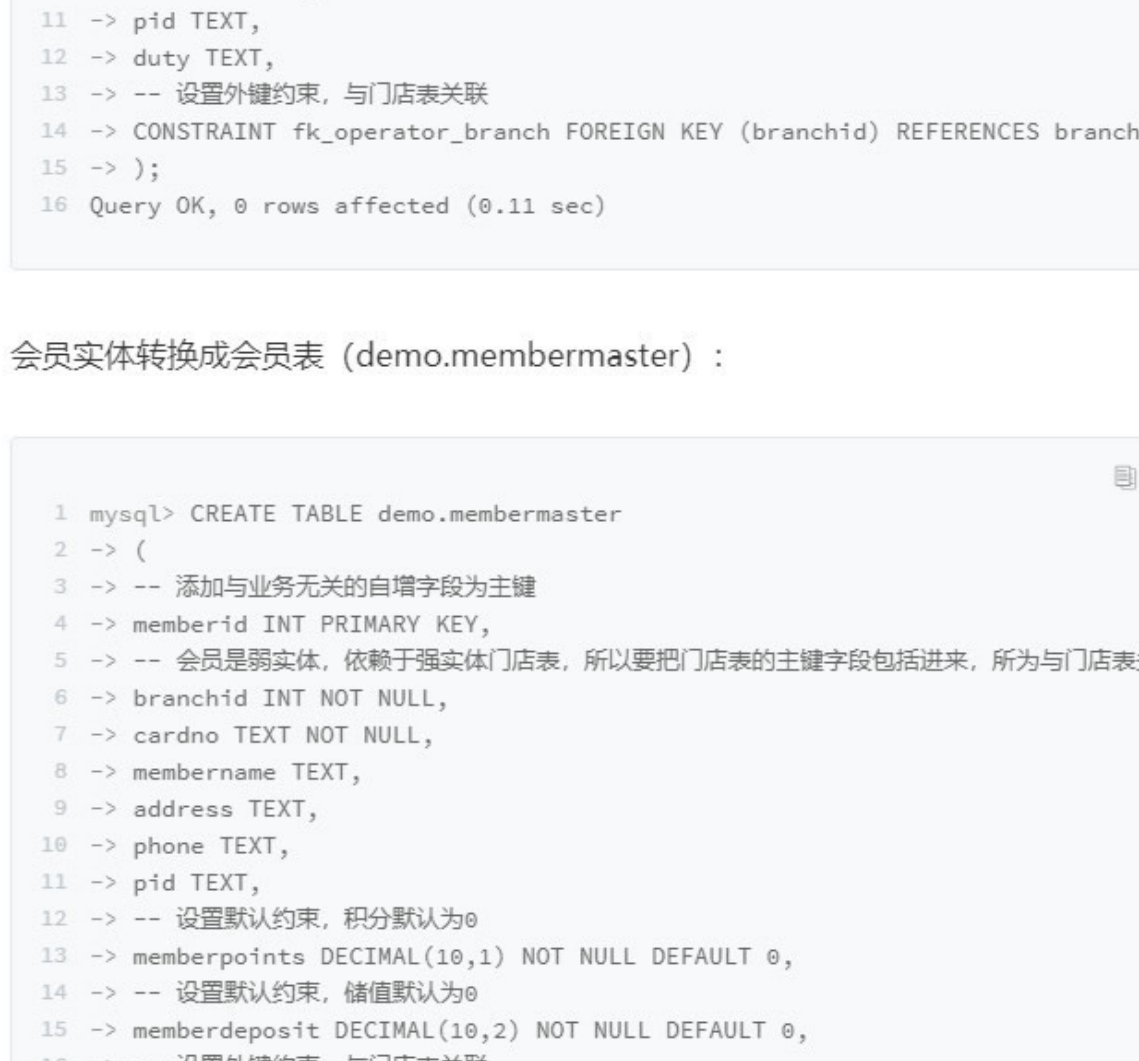 11 -> pid TEXT,
12 -> duty TEXT,
13 -> -- 设置外键约束，与门店表关联
14 -> CONSTRAINT fk_operator_branch FOREIGN KEY (branchid) REFERENCES branch
15 -> );
16 Query OK, 0 rows affected (0.11 sec)
会员实体转换成会员表（demo.membermaster）：
1 mysql> CREATE TABLE demo.membermaster
2 -> (
3 -> -- 添加与业务无关的自增字段为主键
4 -> memberid INT PRIMARY KEY,
5 -> -- 会员是弱实体，依赖于强实体门店表，所以要把门店表的主键字段包括进来，所为与门店表
6 -> branchid INT NOT NULL,
7 -> cardno TEXT NOT NULL,
8 -> membername TEXT,
9 -> address TEXT,
10 -> phone TEXT,
11 -> pid TEXT,
12 -> -- 设置默认约束，积分默认为0
13 -> memberpoints DECIMAL(10,1) NOT NULL DEFAULT 0,
14 -> -- 设置默认约束，储值默认为0
15 -> memberdeposit DECIMAL(10,2) NOT NULL DEFAULT 0,